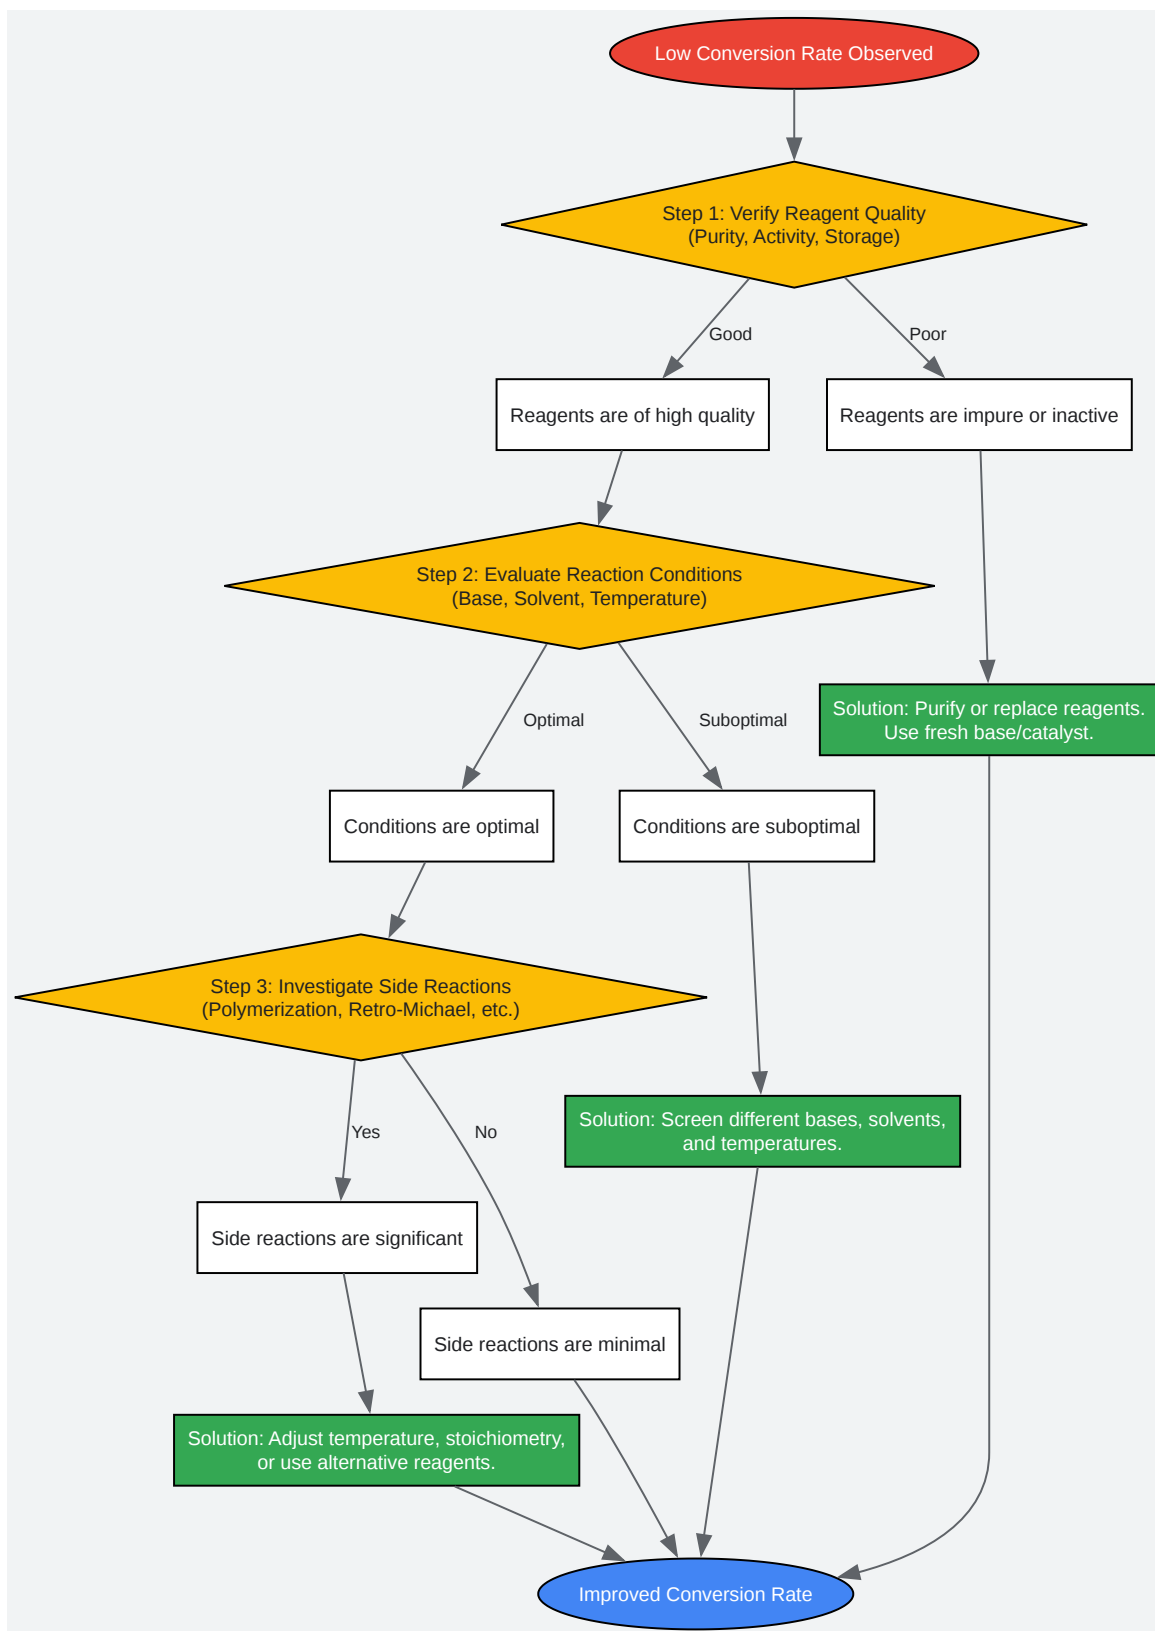 Low Conversion Rate Observed
Step 1: Verify Reagent Quality
(Purity, Activity, Storage)
Good
Poor
Reagents are of high quality
Reagents are impure or inactive
Step 2: Evaluate Reaction Conditions
(Base, Solvent, Temperature)
Solution: Purify or replace reagents.
Use fresh base/catalyst.
Optimal
Suboptimal
Conditions are optimal
Conditions are suboptimal
Step 3: Investigate Side Reactions
(Polymerization, Retro-Michael, etc.)
Solution: Screen different bases, solvents,
and temperatures.
Yes
No
Side reactions are significant
Side reactions are minimal
Solution: Adjust temperature, stoichiometry,
or use alternative reagents.
Improved Conversion Rate